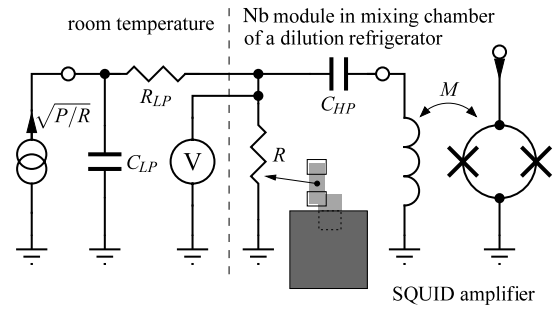 room temperature
Nb module in mixing chamber
of a dilution refrigerator
√P/R
R_LP
C_LP
V
R
C_HP
M
SQUID amplifier